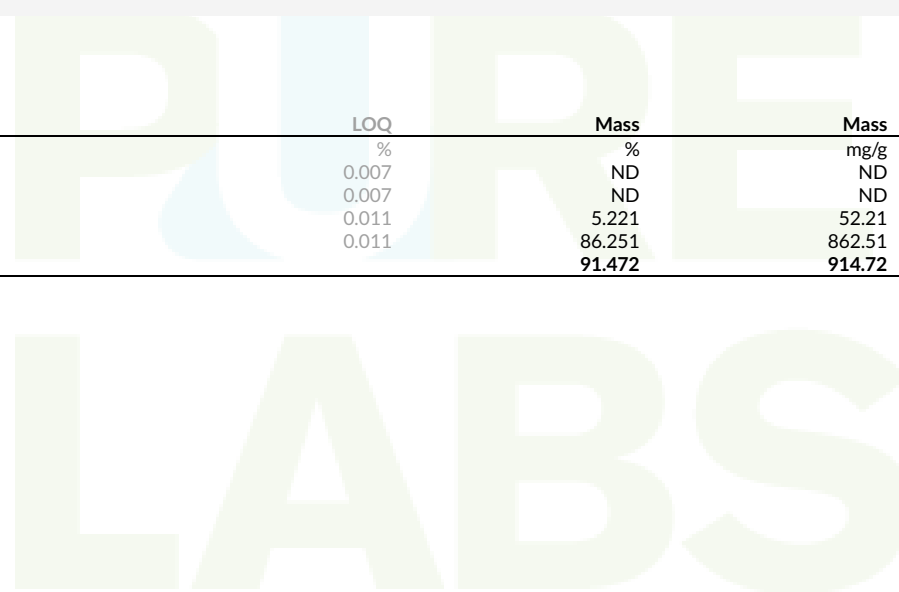 PURE
LOQ Mass Mass
% % mg/g
0.007 ND ND
0.007 ND ND
0.011 5.221 52.21
0.011 86.251 862.51
91.472 914.72
LABS